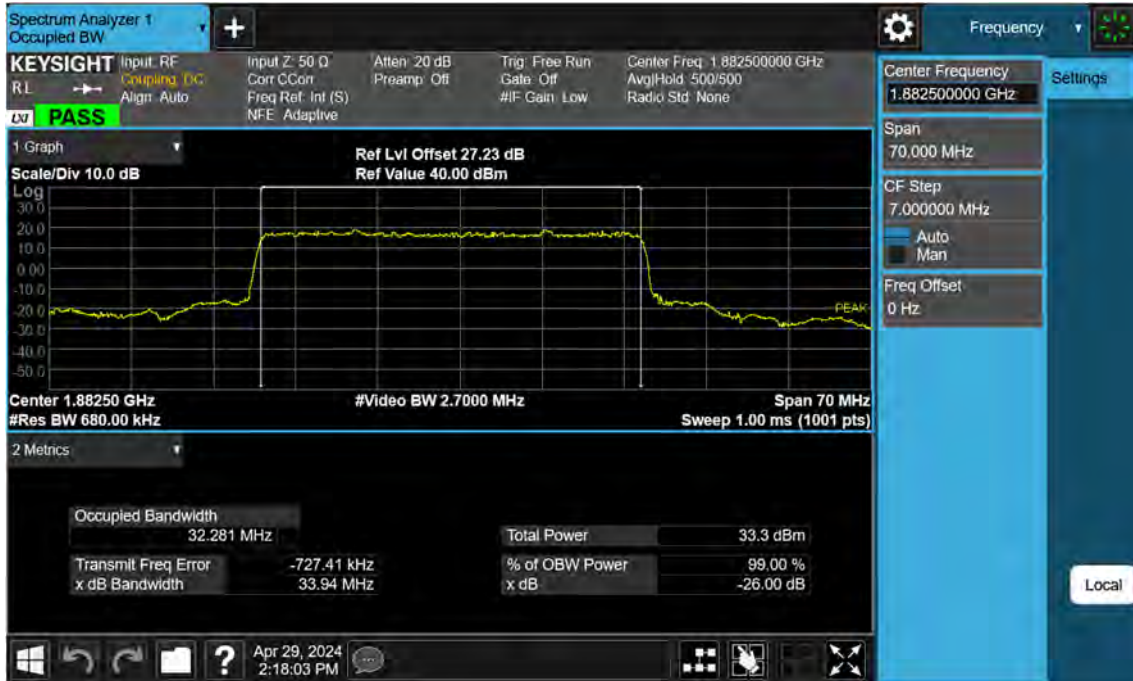 Spectrum Analyzer 1
Occupied BW
+
Frequency
KEYSIGHT
RL
LXI
PASS
Input: RF
Coupling: DC
Align: Auto
Input Z: 50 Ω
Corr CCorr
Freq Ref: Int (S)
NFE: Adaptive
Atten: 20 dB
Preamp: Off
Trig: Free Run
Gate: Off
#IF Gain: Low
Center Freq: 1.882500000 GHz
Avg|Hold: 500/500
Radio Std: None
Center Frequency
1.882500000 GHz
Settings
Span
70.000 MHz
CF Step
7.000000 MHz
Auto
Man
Freq Offset
0 Hz
Local
1 Graph
Scale/Div 10.0 dB
Ref Lvl Offset 27.23 dB
Ref Value 40.00 dBm
Log
30.0
20.0
10.0
0.00
-10.0
-20.0
-30.0
-40.0
-50.0
PEAK
Center 1.88250 GHz
#Video BW 2.7000 MHz
Span 70 MHz
#Res BW 680.00 kHz
Sweep 1.00 ms (1001 pts)
2 Metrics
Occupied Bandwidth
32.281 MHz
Total Power 33.3 dBm
Transmit Freq Error -727.41 kHz
% of OBW Power 99.00 %
x dB Bandwidth 33.94 MHz
x dB -26.00 dB
?
Apr 29, 2024
2:18:03 PM